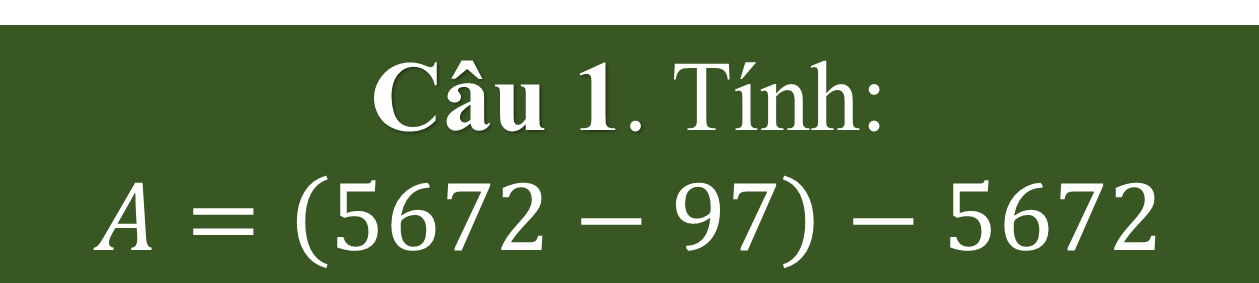 Câu 1. Tính:
A = (5672 − 97) − 5672